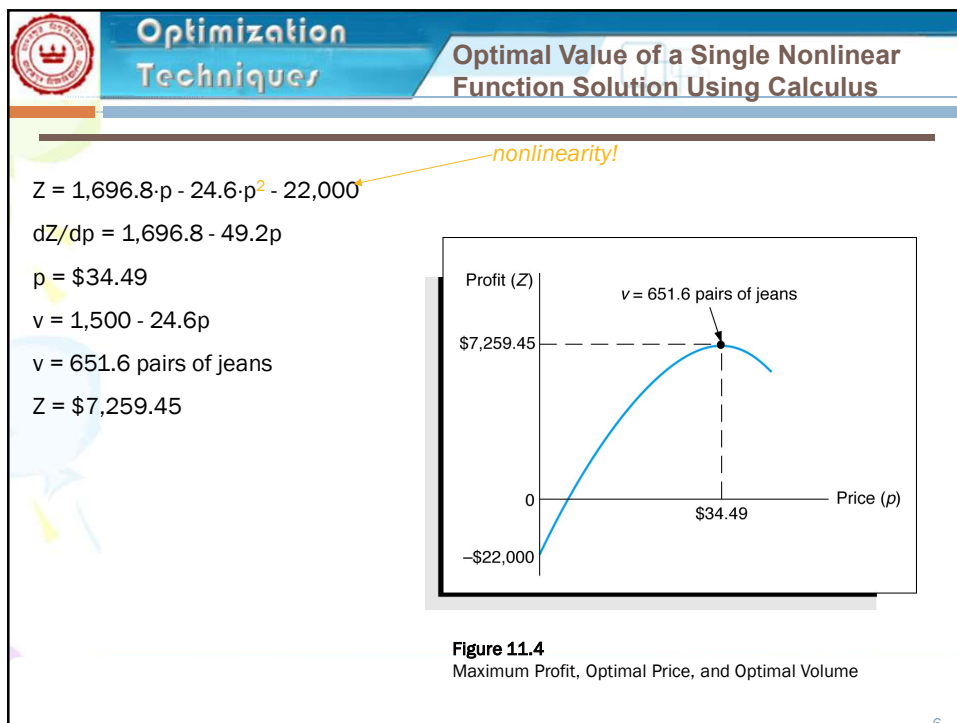 Optimization
Techniques
Optimal Value of a Single Nonlinear
Function Solution Using Calculus
nonlinearity!
Z = 1,696.8·p - 24.6·p² - 22,000
dZ/dp = 1,696.8 - 49.2p
p = $34.49
v = 1,500 - 24.6p
v = 651.6 pairs of jeans
Z = $7,259.45
Profit (Z)
v = 651.6 pairs of jeans
$7,259.45
0
Price (p)
$34.49
–$22,000
Figure 11.4
Maximum Profit, Optimal Price, and Optimal Volume
6